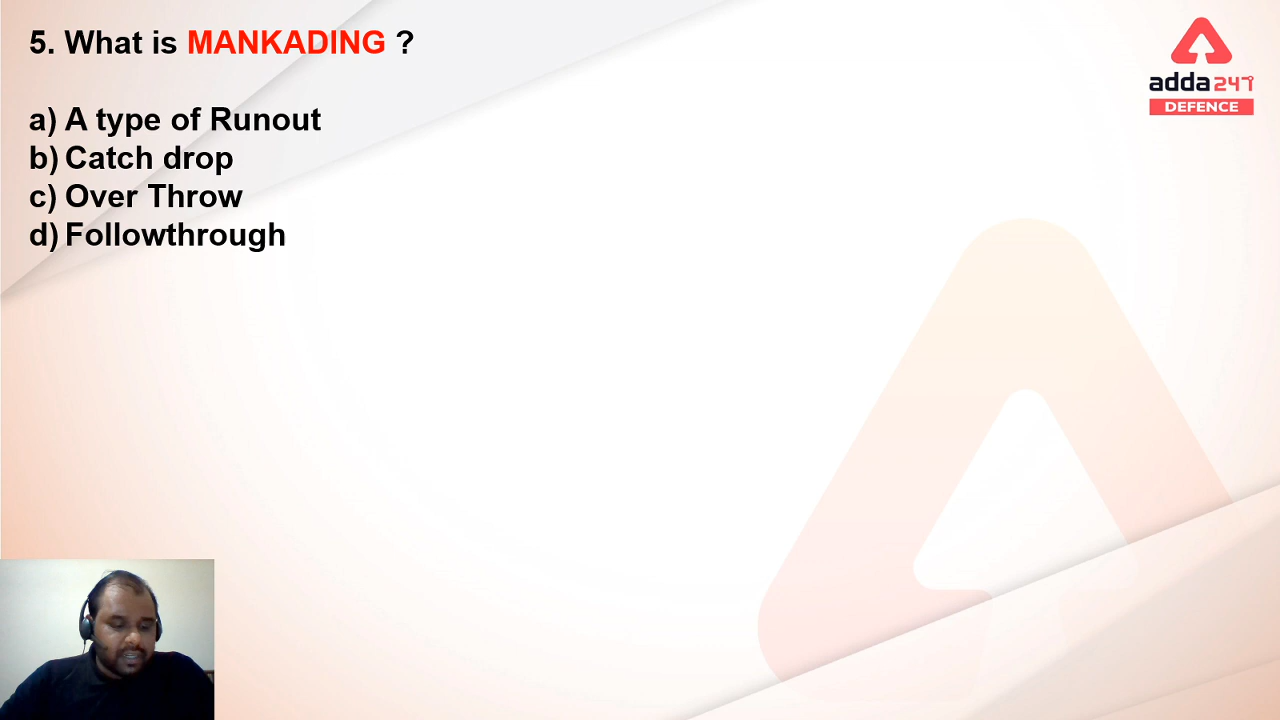 5. What is MANKADING ?
a) A type of Runout
b) Catch drop
c) Over Throw
d) Followthrough
adda247
DEFENCE